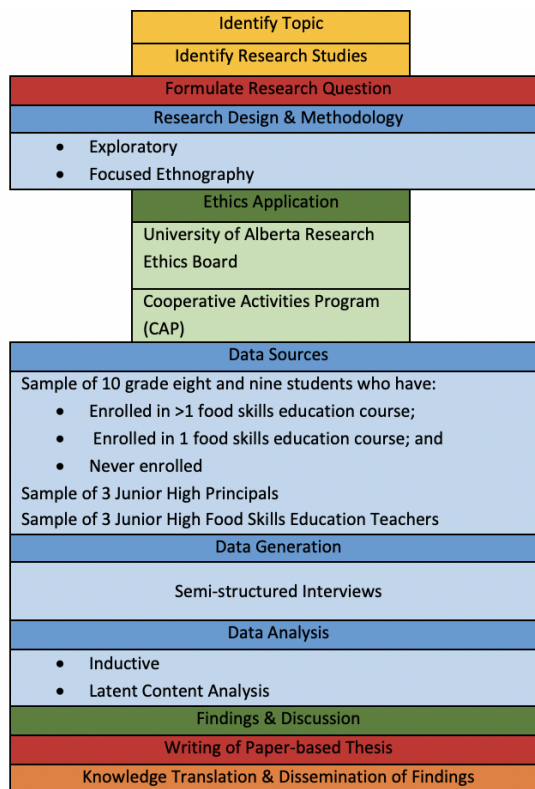 Identify Topic
Identify Research Studies
Formulate Research Question
Research Design & Methodology
• Exploratory
• Focused Ethnography
Ethics Application
University of Alberta Research
Ethics Board
Cooperative Activities Program
(CAP)
Data Sources
Sample of 10 grade eight and nine students who have:
• Enrolled in >1 food skills education course;
• Enrolled in 1 food skills education course; and
• Never enrolled
Sample of 3 Junior High Principals
Sample of 3 Junior High Food Skills Education Teachers
Data Generation
Semi-structured Interviews
Data Analysis
• Inductive
• Latent Content Analysis
Findings & Discussion
Writing of Paper-based Thesis
Knowledge Translation & Dissemination of Findings